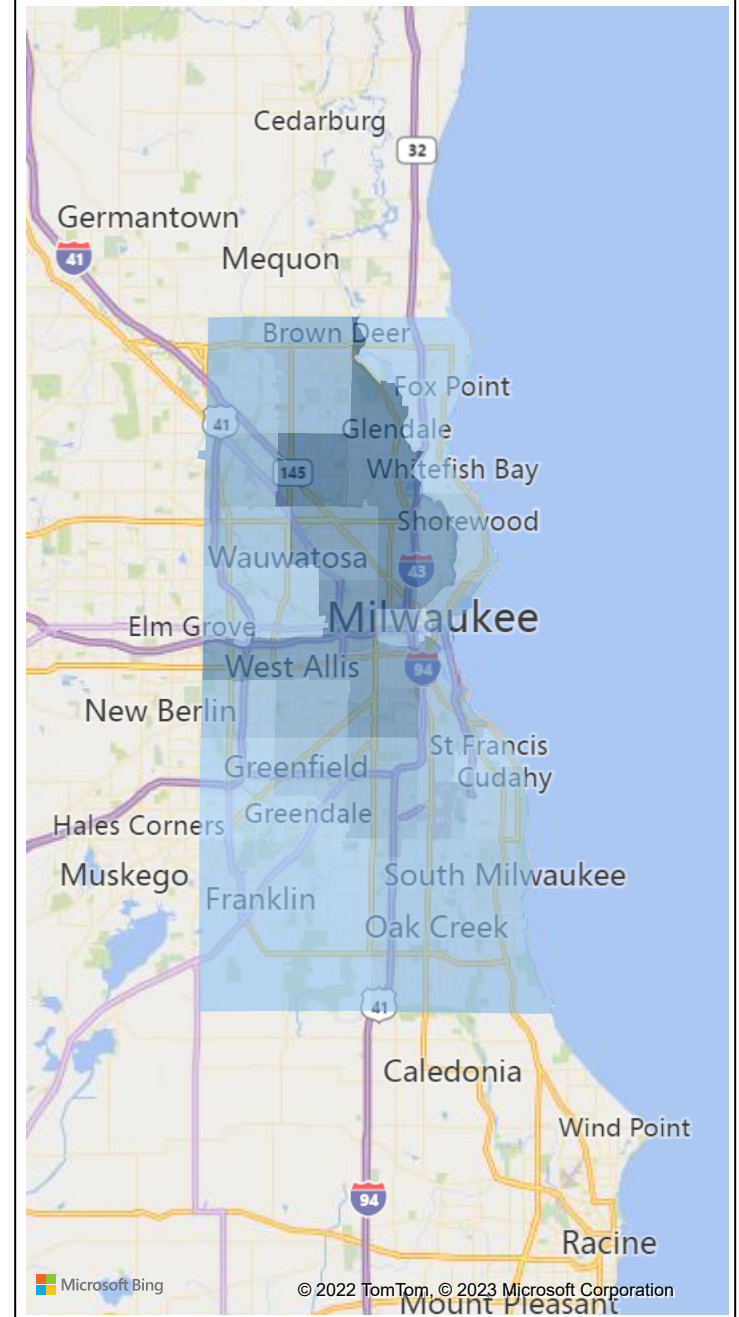 Cedarburg
32
Germantown
41
Mequon
Brown Deer
Fox Point
41
Glendale
145
Whitefish Bay
Shorewood
Wauwatosa
43
Milwaukee
Elm Grove
West Allis
94
New Berlin
St Francis
Greenfield
Cudahy
Hales Corners
Greendale
Muskego
South Milwaukee
Franklin
Oak Creek
41
Caledonia
Wind Point
94
Racine
Microsoft Bing
© 2022 TomTom, © 2023 Microsoft Corporation
Mount Pleasant